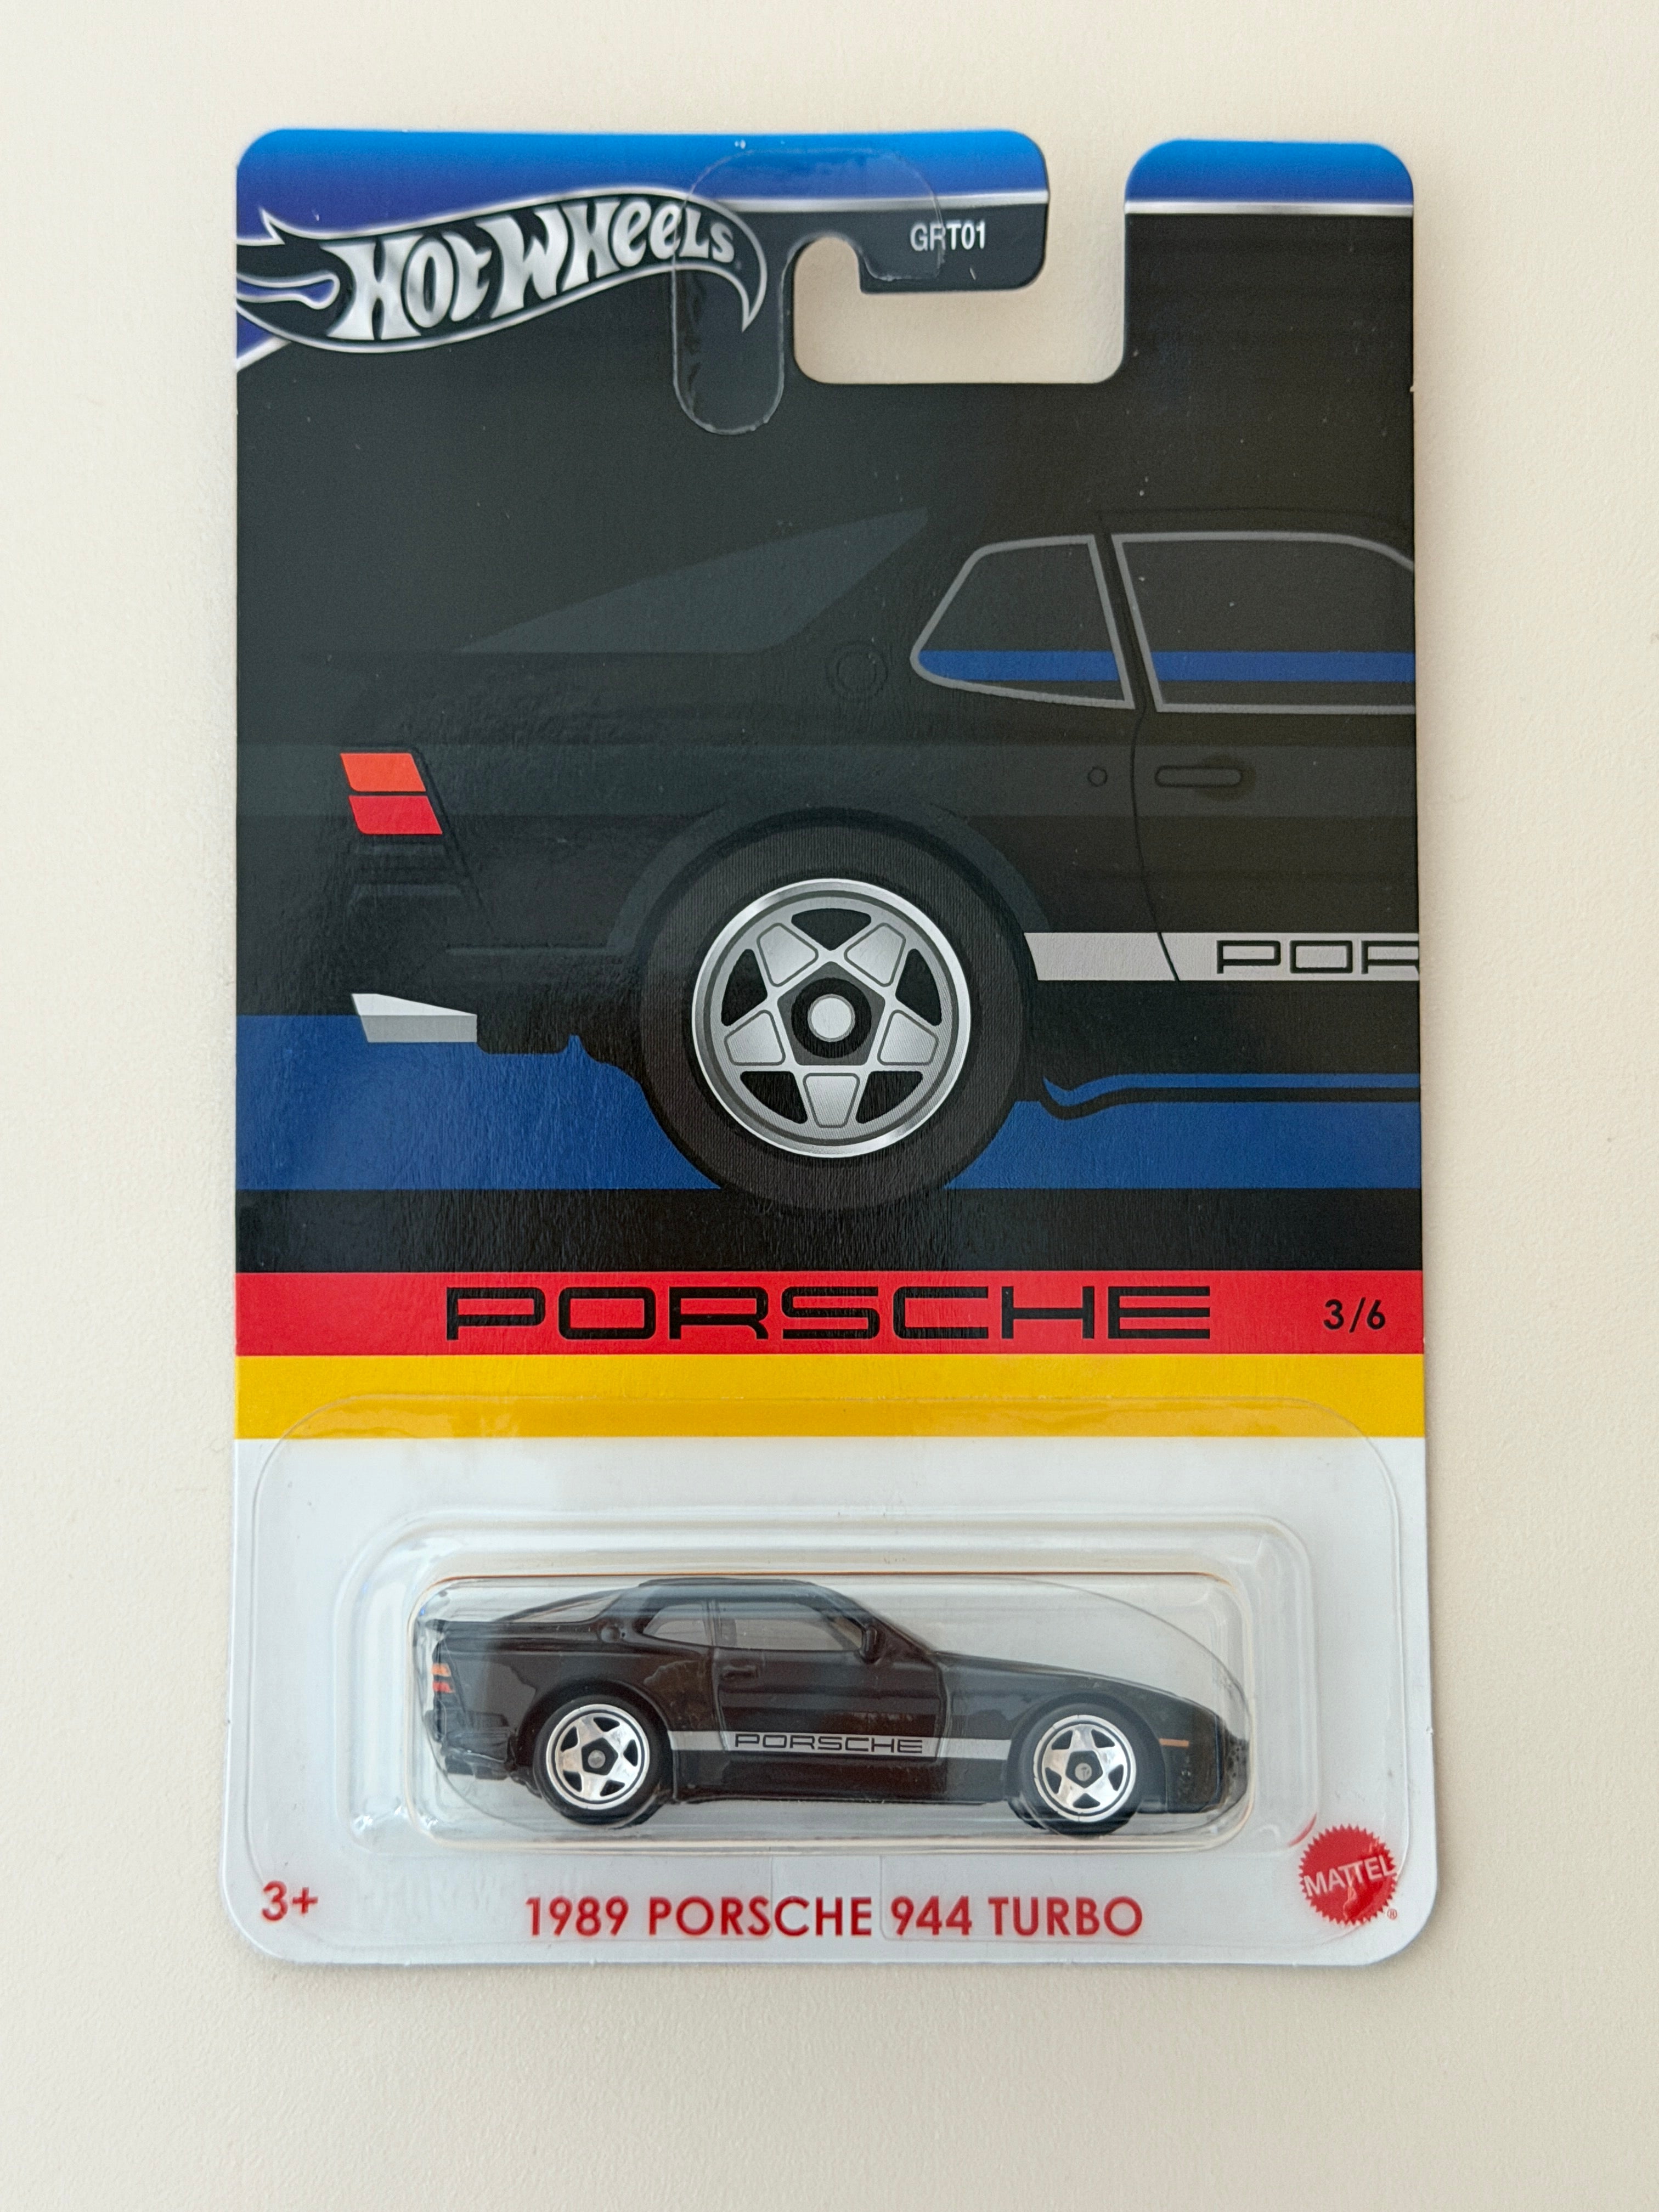 HOT WHEELS
GRT01
POR
PORSCHE
3/6
PORSCHE
3+
1989 PORSCHE 944 TURBO
MATTEL
®